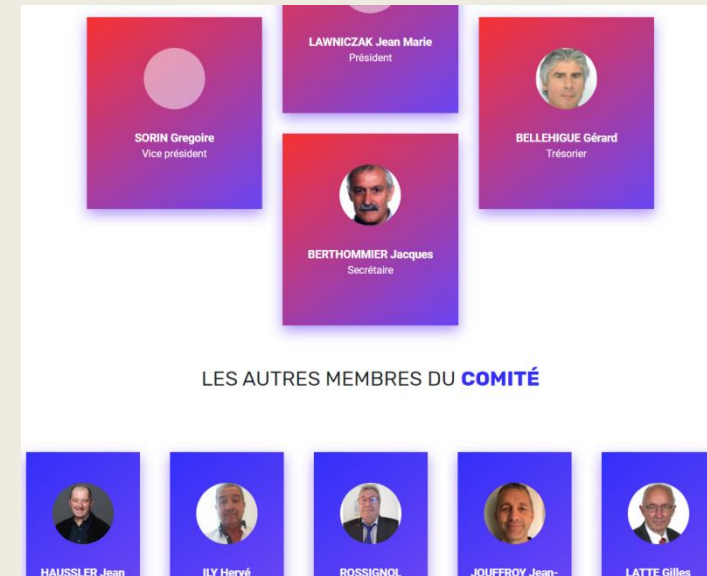 LAWNICZAK Jean Marie
Président
SORIN Gregoire
Vice président
BELLEHIGUE Gérard
Trésorier
BERTHOMMIER Jacques
Secrétaire
LES AUTRES MEMBRES DU COMITÉ
HAUSSLER Jean
ILY Hervé
ROSSIGNOL
JOUFFROY Jean-
LATTE Gilles